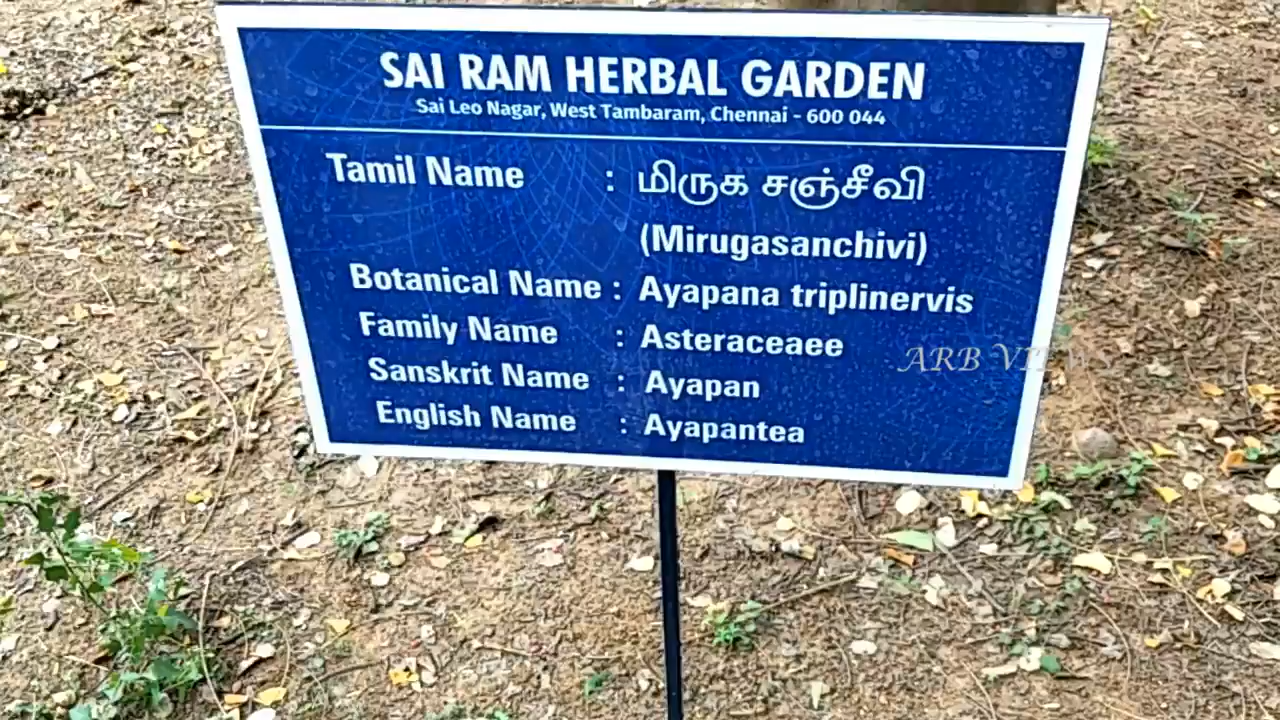 SAI RAM HERBAL GARDEN
Sai Leo Nagar, West Tambaram, Chennai - 600 044
Tamil Name : மிருக சஞ்சீவி
(Mirugasanchivi)
Botanical Name : Ayapana triplinervis
Family Name : Asteraceaee
Sanskrit Name : Ayapan
English Name : Ayapantea
ARB